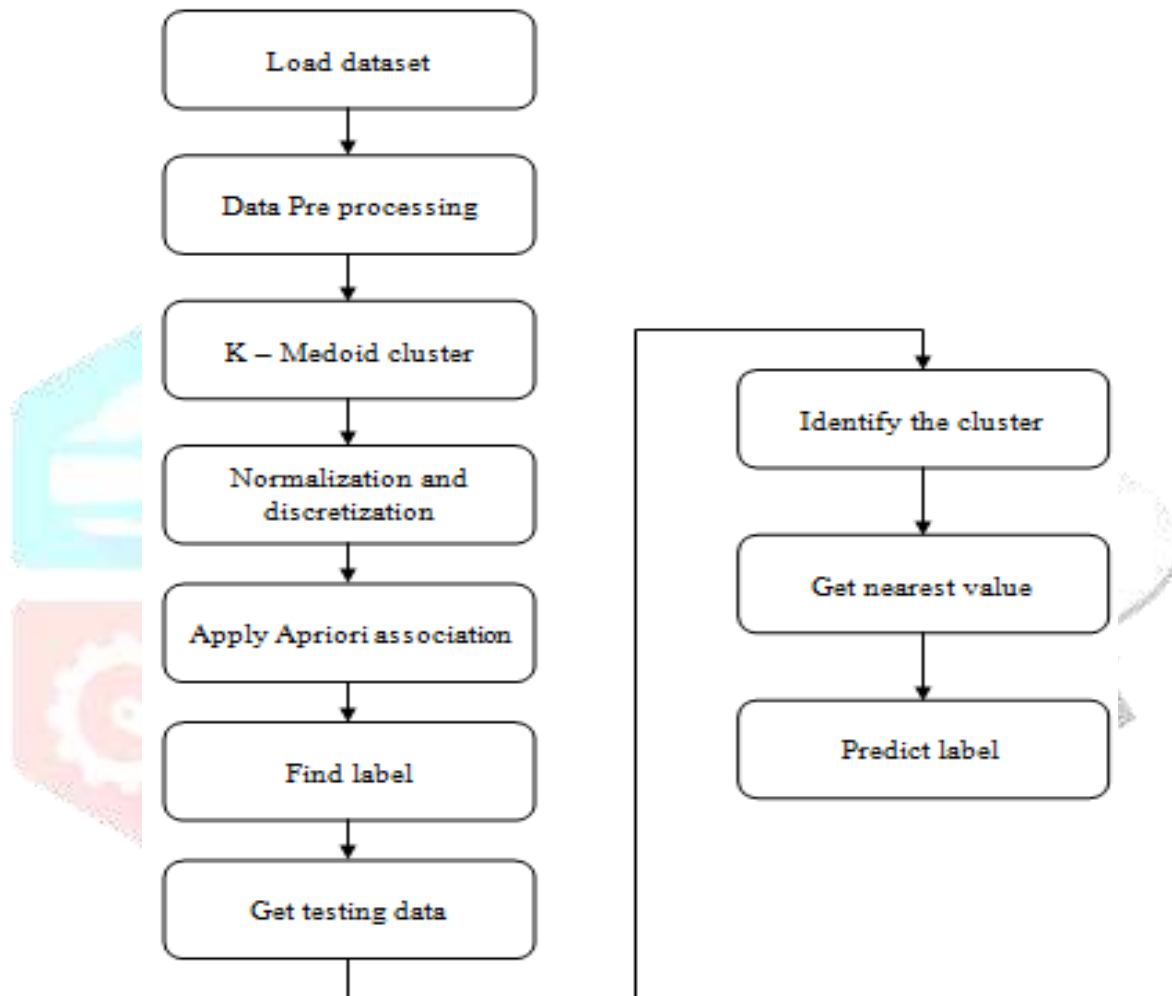 Load dataset
Data Pre processing
K – Medoid cluster
Normalization and
discretization
Apply Apriori association
Find label
Get testing data
Identify the cluster
Get nearest value
Predict label